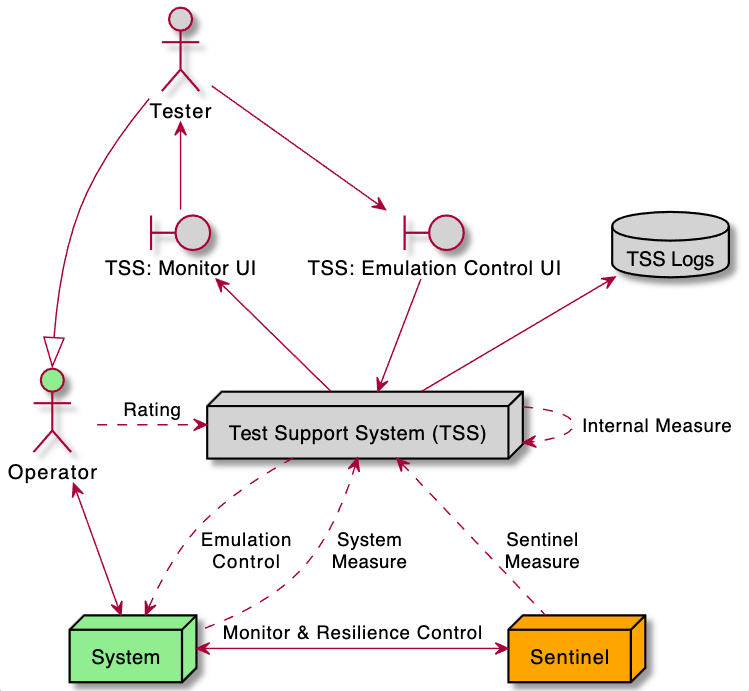 Tester
TSS: Monitor UI
TSS: Emulation Control UI
TSS Logs
Rating
Test Support System (TSS)
Internal Measure
Operator
Emulation
Control
System
Measure
Sentinel
Measure
Monitor & Resilience Control
System
Sentinel